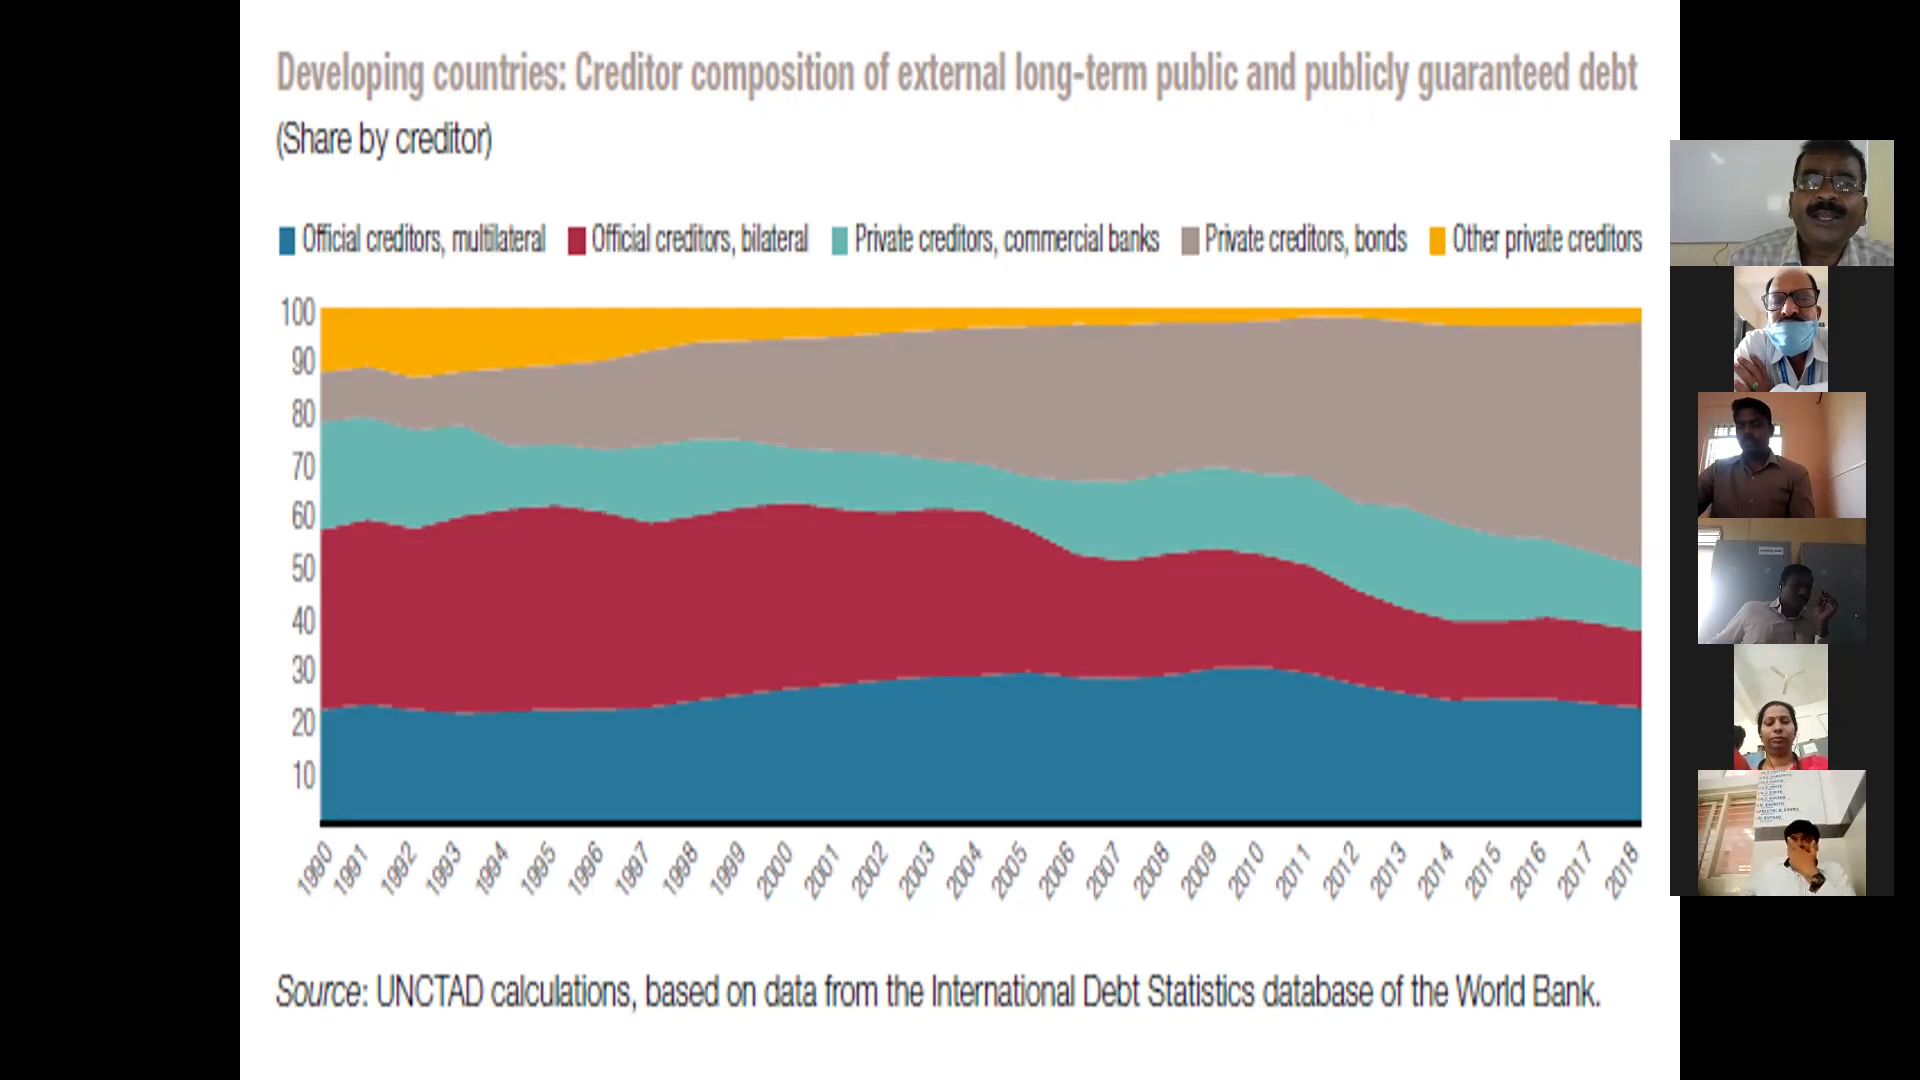 Developing countries: Creditor composition of external long-term public and publicly guaranteed debt
(Share by creditor)
Official creditors, multilateral Official creditors, bilateral Private creditors, commercial banks Private creditors, bonds Other private creditors
100
90
80
70
60
50
40
30
20
10
1990 1991 1992 1993 1994 1995 1996 1997 1998 1999 2000 2001 2002 2003 2004 2005 2006 2007 2008 2009 2010 2011 2012 2013 2014 2015 2016 2017 2018
Source: UNCTAD calculations, based on data from the International Debt Statistics database of the World Bank.